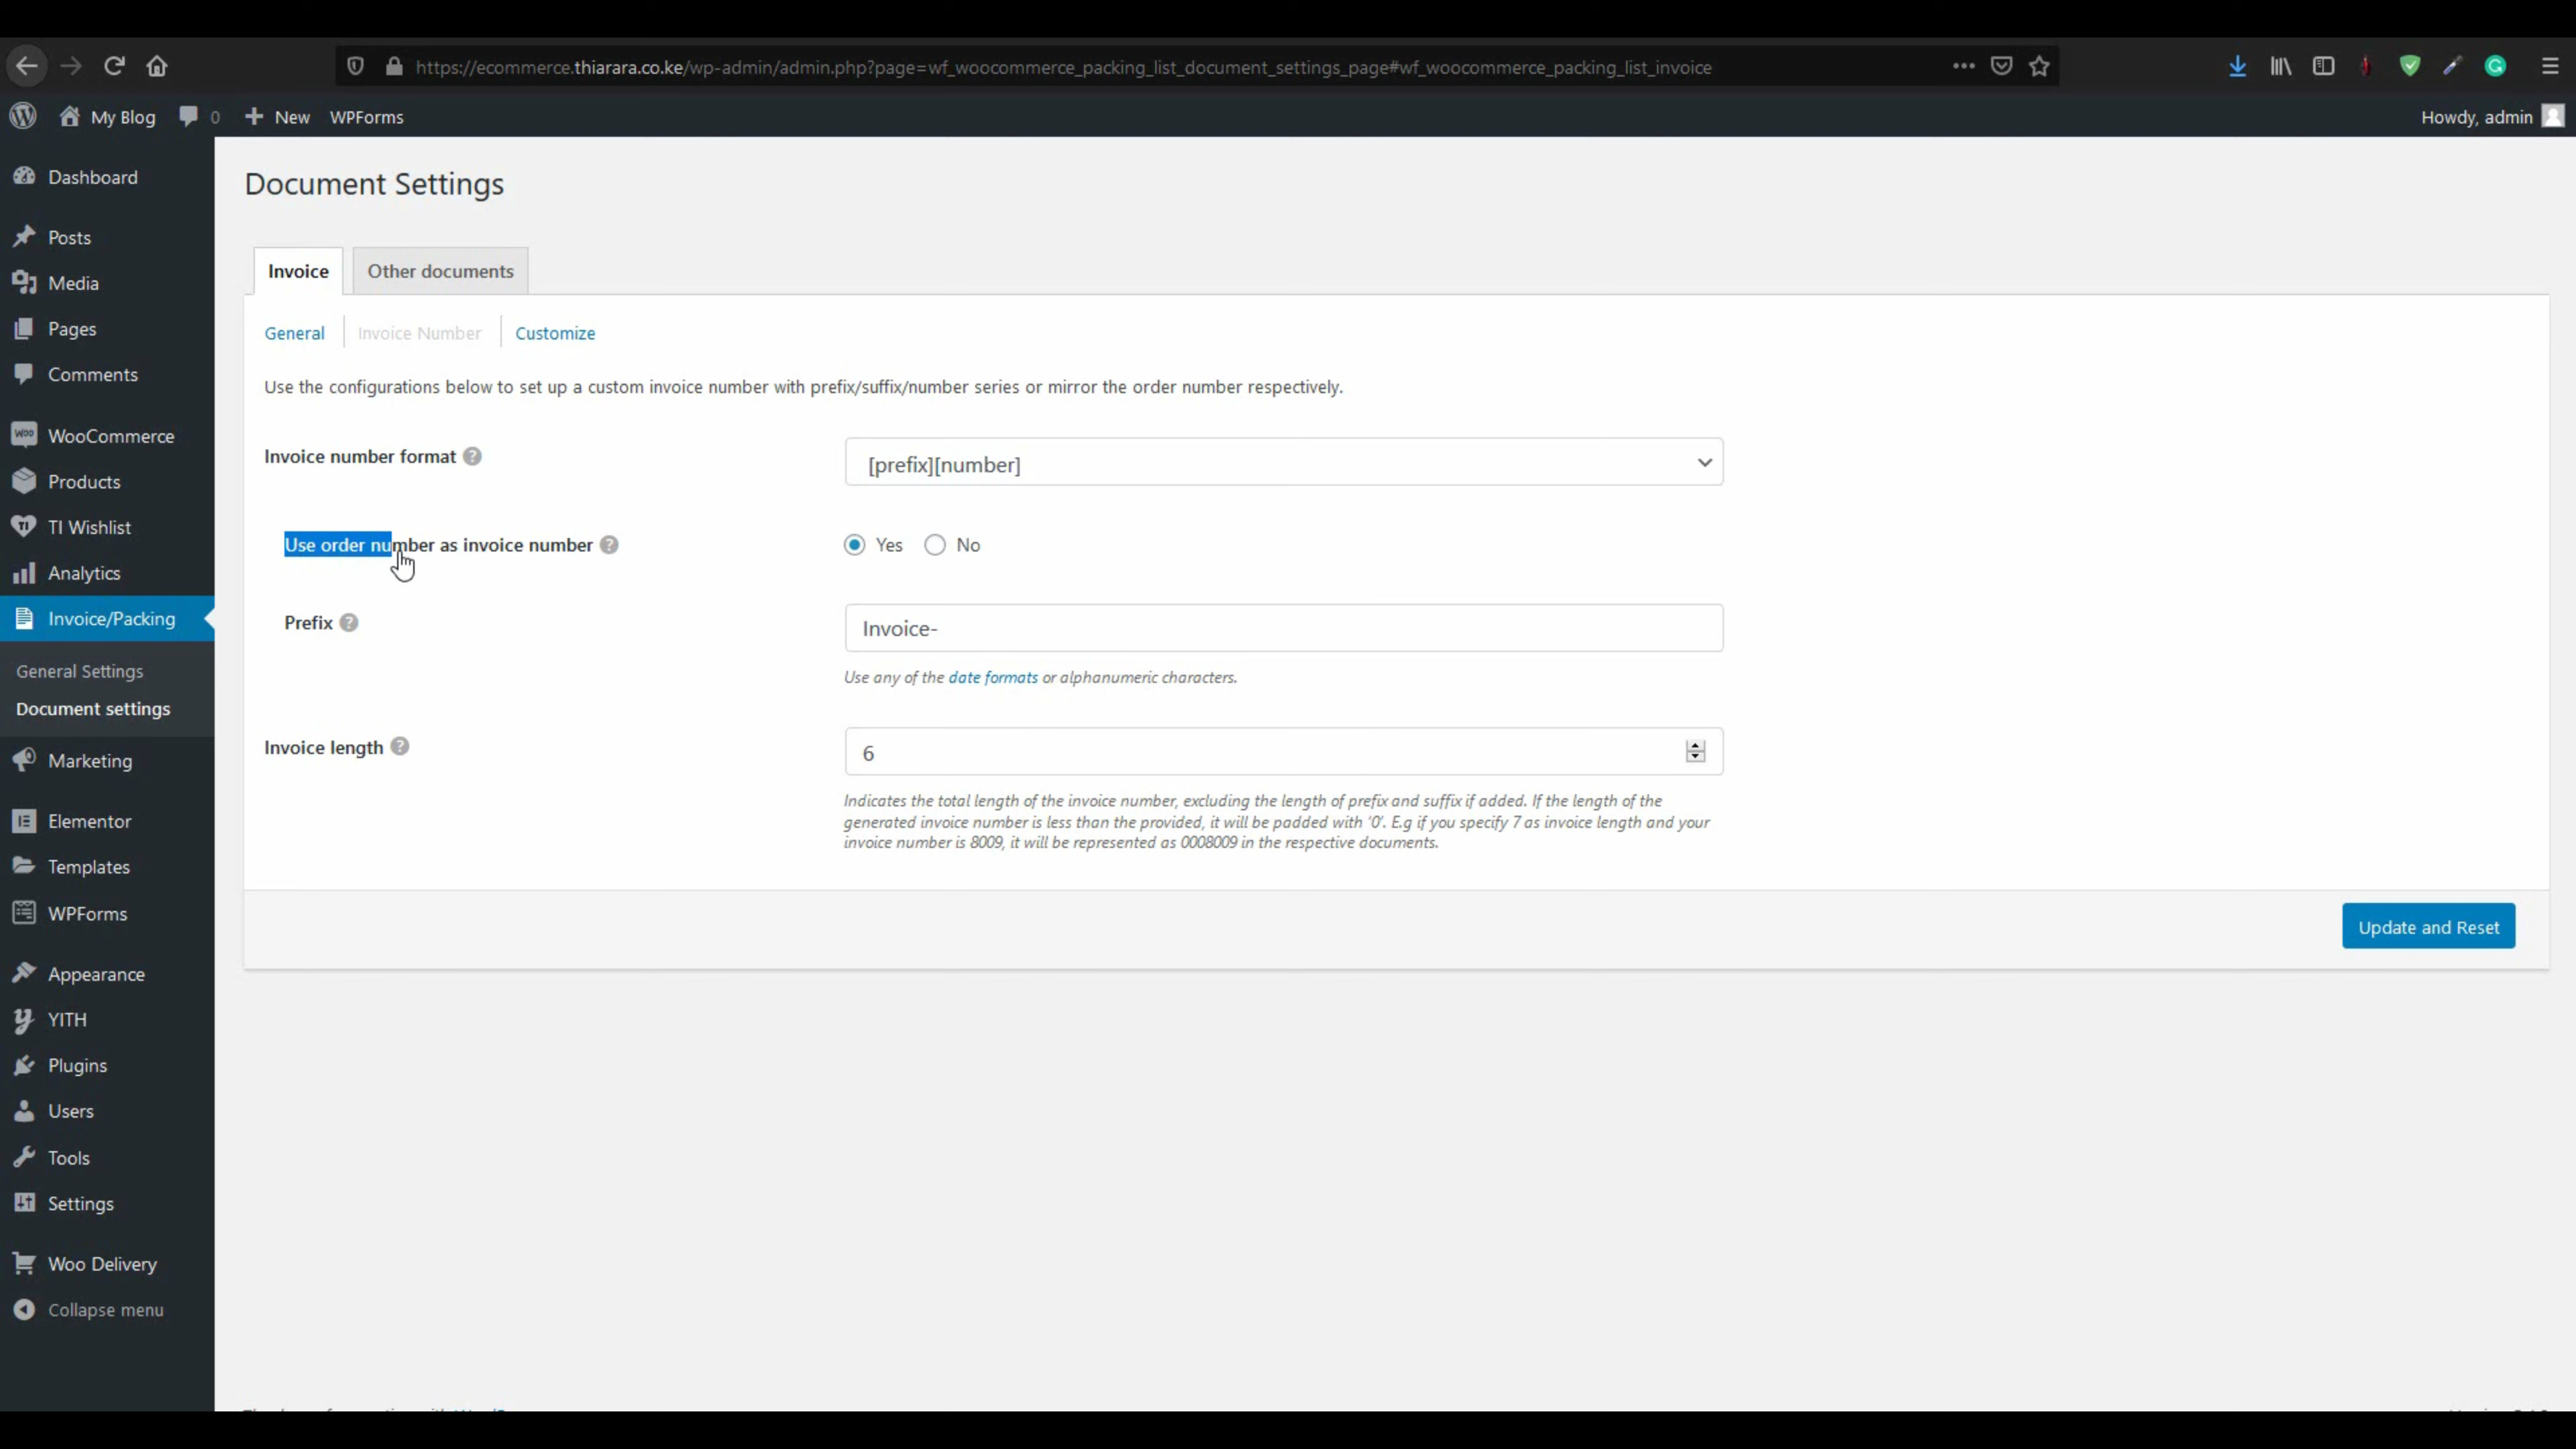 https://ecommerce.thiarara.co.ke/wp-admin/admin.php?page=wf_woocommerce_packing_list_document_settings_page#wf_woocommerce_packing_list_invoice
My Blog 0 New WPForms Howdy, admin
Dashboard
Posts
Media
Pages
Comments
WooCommerce
Products
TI Wishlist
Analytics
Invoice/Packing
General Settings
Document settings
Marketing
Elementor
Templates
WPForms
Appearance
YITH
Plugins
Users
Tools
Settings
Woo Delivery
Collapse menu
Document Settings
Invoice Other documents
General Invoice Number Customize
Use the configurations below to set up a custom invoice number with prefix/suffix/number series or mirror the order number respectively.
Invoice number format ? [prefix][number]
Use order number as invoice number ? Yes No
Prefix ? Invoice-
Use any of the date formats or alphanumeric characters.
Invoice length ? 6
Indicates the total length of the invoice number, excluding the length of prefix and suffix if added. If the length of the
generated invoice number is less than the provided, it will be padded with '0'. E.g if you specify 7 as invoice length and your
invoice number is 8009, it will be represented as 0008009 in the respective documents.
Update and Reset